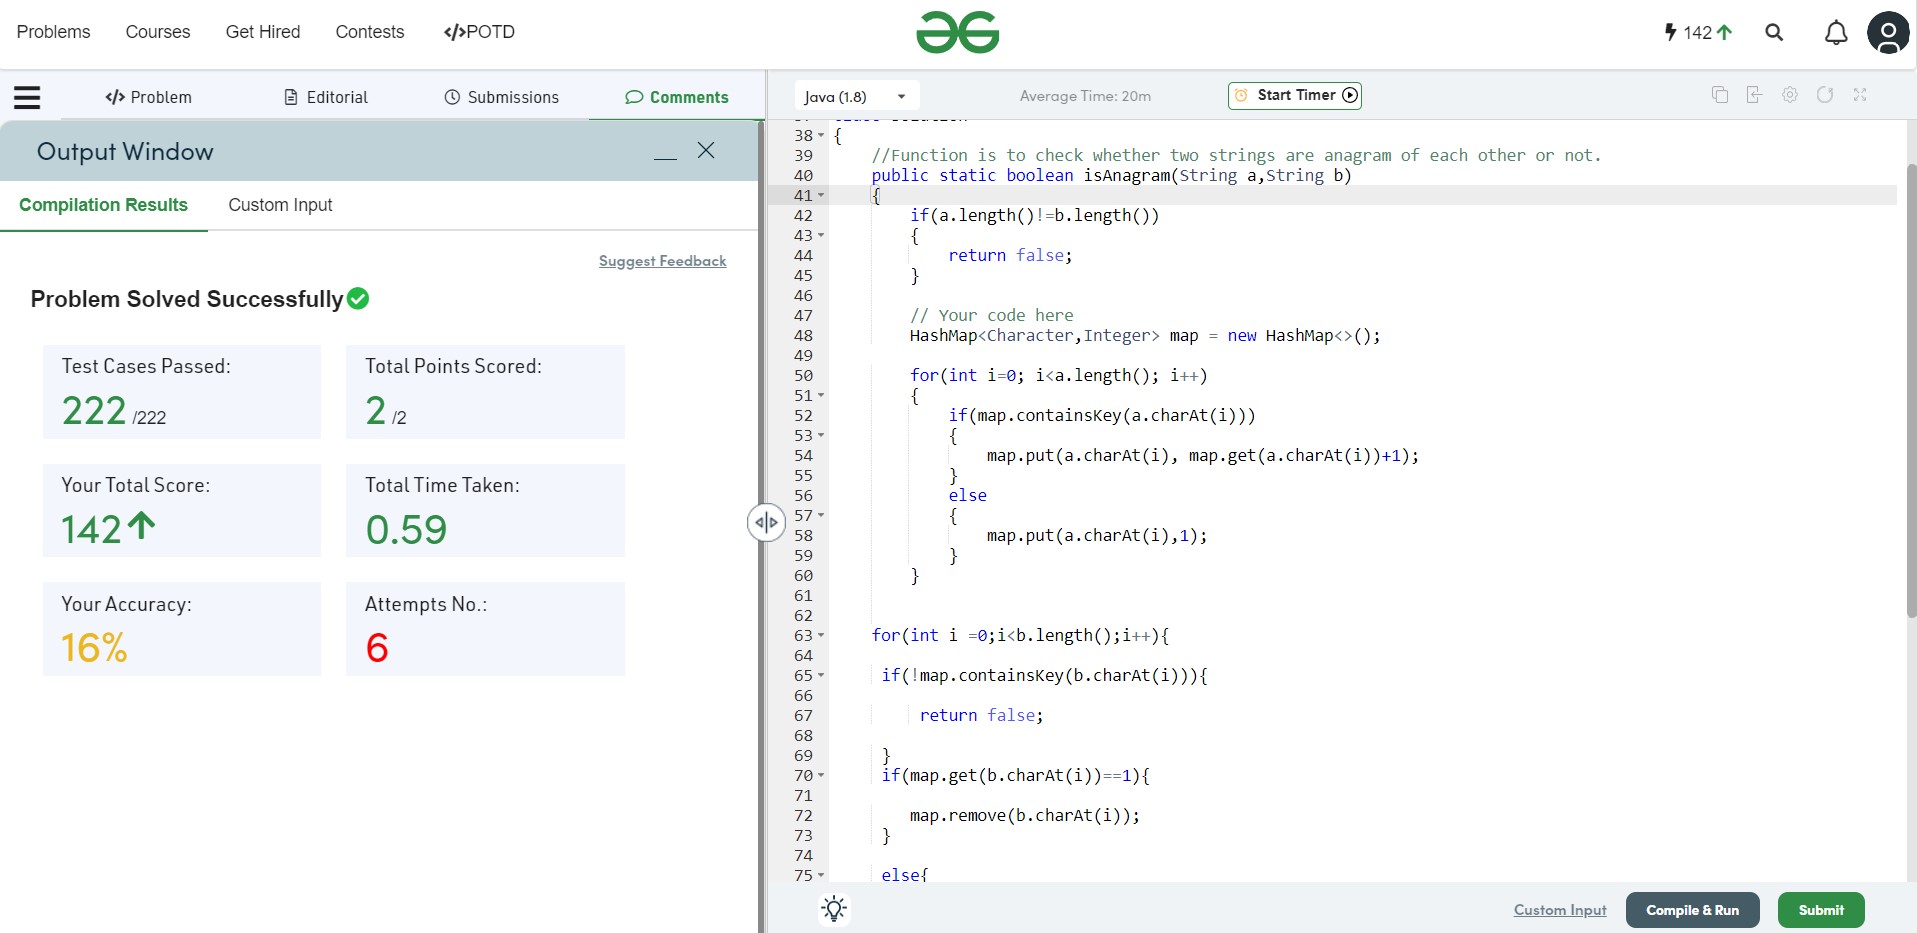 Problems Courses Get Hired Contests </>POTD
142
</> Problem Editorial Submissions Comments
Output Window
Compilation Results Custom Input
Suggest Feedback
Problem Solved Successfully
Test Cases Passed:
222 /222
Total Points Scored:
2 /2
Your Total Score:
142
Total Time Taken:
0.59
Your Accuracy:
16%
Attempts No.:
6
Java (1.8) Average Time: 20m Start Timer
38 {
39 //Function is to check whether two strings are anagram of each other or not.
40 public static boolean isAnagram(String a,String b)
41 {
42 if(a.length()!=b.length())
43 {
44 return false;
45 }
46
47 // Your code here
48 HashMap<Character,Integer> map = new HashMap<>();
49
50 for(int i=0; i<a.length(); i++)
51 {
52 if(map.containsKey(a.charAt(i)))
53 {
54 map.put(a.charAt(i), map.get(a.charAt(i))+1);
55 }
56 else
57 {
58 map.put(a.charAt(i),1);
59 }
60 }
61
62
63 for(int i =0;i<b.length();i++){
64
65 if(!map.containsKey(b.charAt(i))){
66
67 return false;
68
69 }
70 if(map.get(b.charAt(i))==1){
71
72 map.remove(b.charAt(i));
73 }
74
75 else{
Custom Input Compile & Run Submit